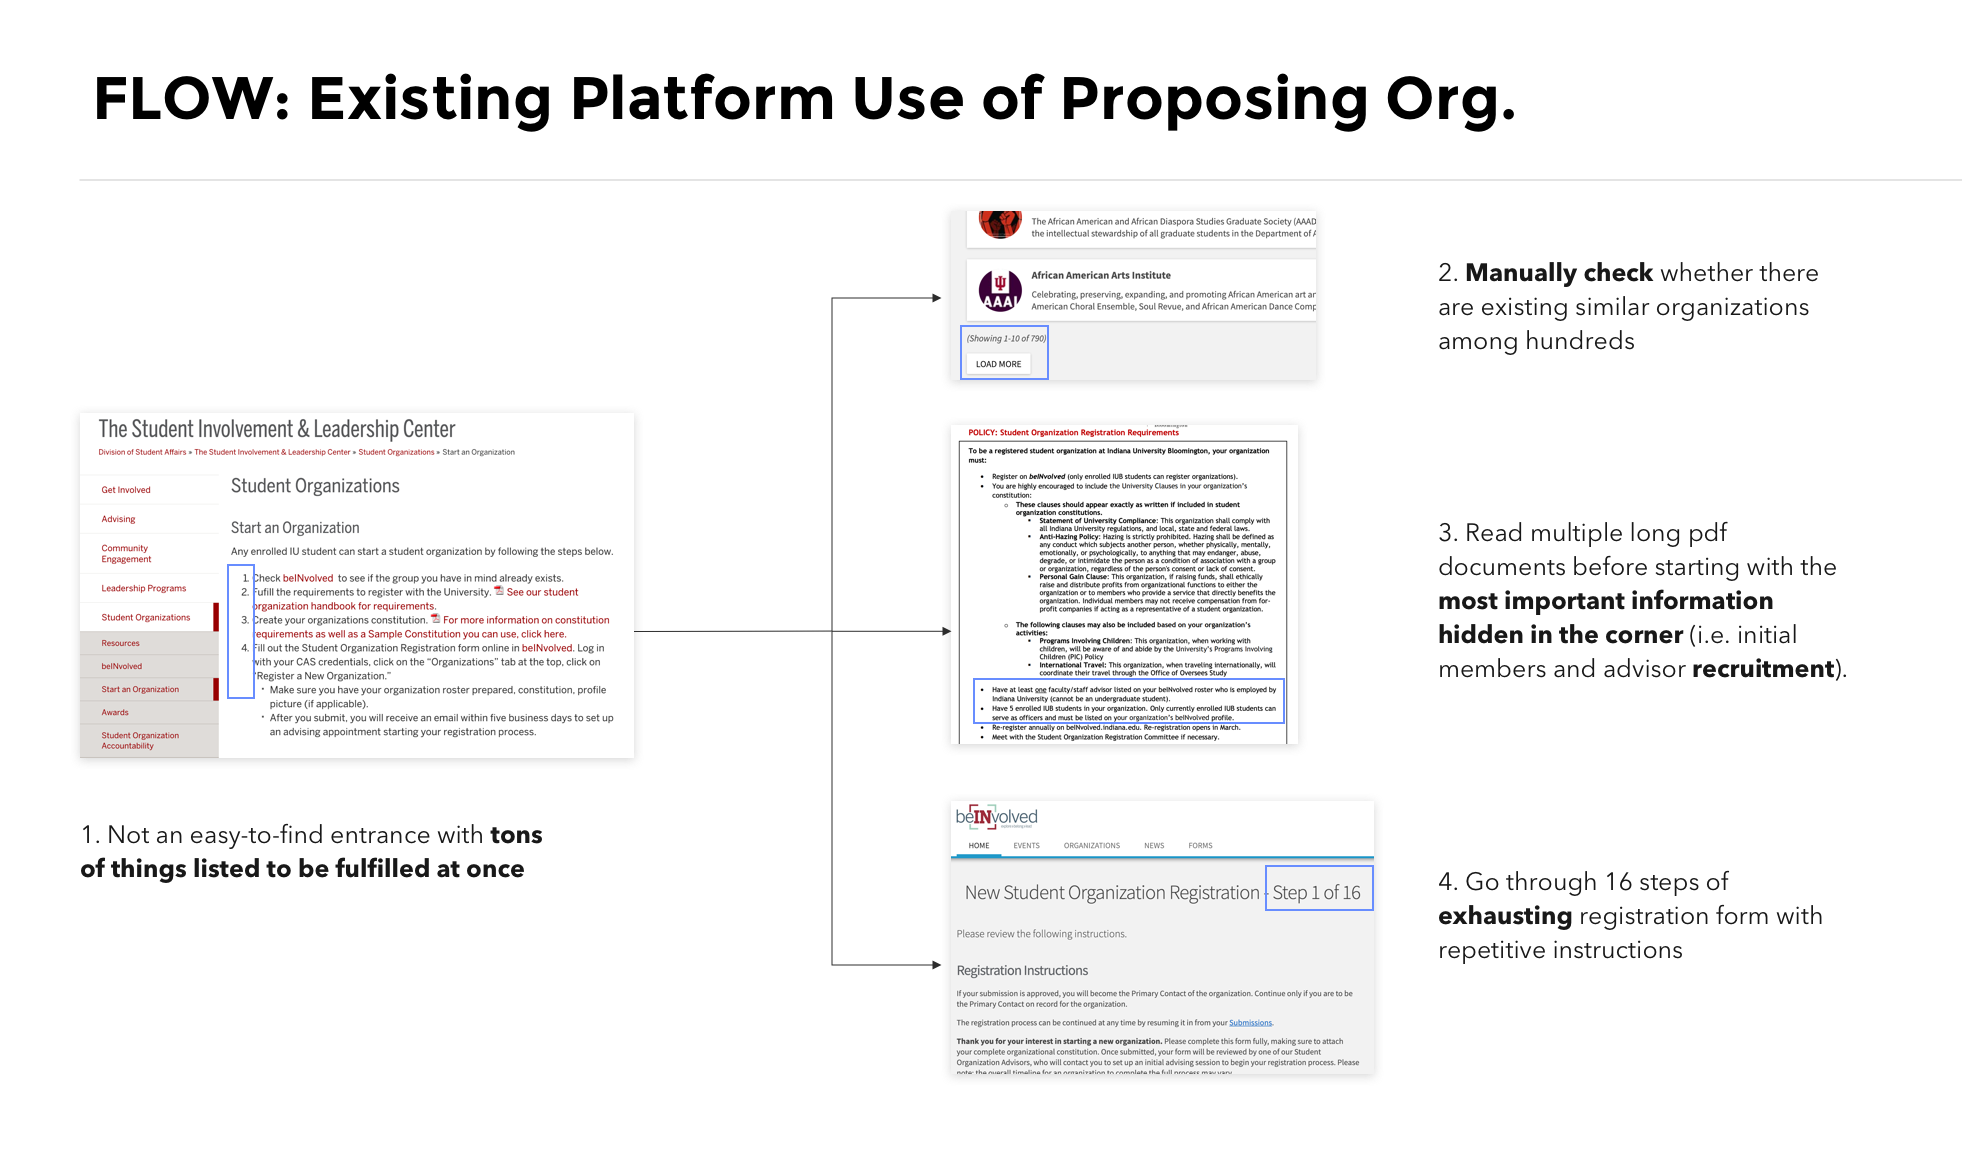 FLOW: Existing Platform Use of Proposing Org.
The Student Involvement & Leadership Center
Division of Student Affairs » The Student Involvement & Leadership Center » Student Organizations » Start an Organization
Get Involved
Advising
Community
Engagement
Leadership Programs
Student Organizations
Resources
beINvolved
Start an Organization
Awards
Student Organization
Accountability
Student Organizations
Start an Organization
Any enrolled IU student can start a student organization by following the steps below.
1. Check beINvolved to see if the group you have in mind already exists.
2. Fufill the requirements to register with the University. See our student
organization handbook for requirements.
3. Create your organizations constitution. For more information on constitution
requirements as well as a Sample Constitution you can use, click here.
4. Fill out the Student Organization Registration form online in beINvolved. Log in
with your CAS credentials, click on the “Organizations” tab at the top, click on
“Register a New Organization.”
• Make sure you have your organization roster prepared, constitution, profile
picture (if applicable).
• After you submit, you will receive an email within five business days to set up
an advising appointment starting your registration process.
1. Not an easy-to-find entrance with tons
of things listed to be fulfilled at once
The African American and African Diaspora Studies Graduate Society (AAAD
the intellectual stewardship of all graduate students in the Department of A
AAAI
African American Arts Institute
Celebrating, preserving, expanding, and promoting African American art an
American Choral Ensemble, Soul Revue, and African American Dance Comp
(Showing 1-10 of 790)
LOAD MORE
2. Manually check whether there
are existing similar organizations
among hundreds
POLICY: Student Organization Registration Requirements
To be a registered student organization at Indiana University Bloomington, your organization
must:
• Register on beINvolved (only enrolled IUB students can register organizations).
• You are highly encouraged to include the University Clauses in your organization's
constitution:
o These clauses should appear exactly as written if included in student
organization constitutions.
▪ Statement of University Compliance: This organization shall comply with
all Indiana University regulations, and local, state and federal laws.
▪ Anti-Hazing Policy: Hazing is strictly prohibited. Hazing shall be defined as
any conduct which subjects another person, whether physically, mentally,
emotionally, or psychologically, to anything that may endanger, abuse,
degrade, or intimidate the person as a condition of association with a group
or organization, regardless of the person's consent or lack of consent.
▪ Personal Gain Clause: This organization, if raising funds, shall ethically
raise and distribute profits from organizational functions to either the
organization or to members who provide a service that directly benefits the
organization. Individual members may not receive compensation from for-
profit companies if acting as a representative of a student organization.
o The following clauses may also be included based on your organization's
activities:
▪ Programs Involving Children: This organization, when working with
children, will be aware of and abide by the University's Programs Involving
Children (PIC) Policy
▪ International Travel: This organization, when traveling internationally, will
coordinate their travel through the Office of Oversees Study
• Have at least one faculty/staff advisor listed on your beINvolved roster who is employed by
Indiana University (cannot be an undergraduate student).
• Have 5 enrolled IUB students in your organization. Only currently enrolled IUB students can
serve as officers and must be listed on your organization's beINvolved profile.
• Re-register annually on beINvolved.indiana.edu. Re-registration opens in March.
• Meet with the Student Organization Registration Committee if necessary.
3. Read multiple long pdf
documents before starting with the
most important information
hidden in the corner (i.e. initial
members and advisor recruitment).
beINvolved
HOME EVENTS ORGANIZATIONS NEWS FORMS
New Student Organization Registration - Step 1 of 16
Please review the following instructions.
Registration Instructions
If your submission is approved, you will become the Primary Contact of the organization. Continue only if you are to be
the Primary Contact on record for the organization.
The registration process can be continued at any time by resuming it in from your Submissions.
Thank you for your interest in starting a new organization. Please complete this form fully, making sure to attach
your complete organizational constitution. Once submitted, your form will be reviewed by one of our Student
Organization Advisors, who will contact you to set up an initial advising session to begin your registration process. Please
note: the overall timeline for an organization to complete the full process may vary.
4. Go through 16 steps of
exhausting registration form with
repetitive instructions